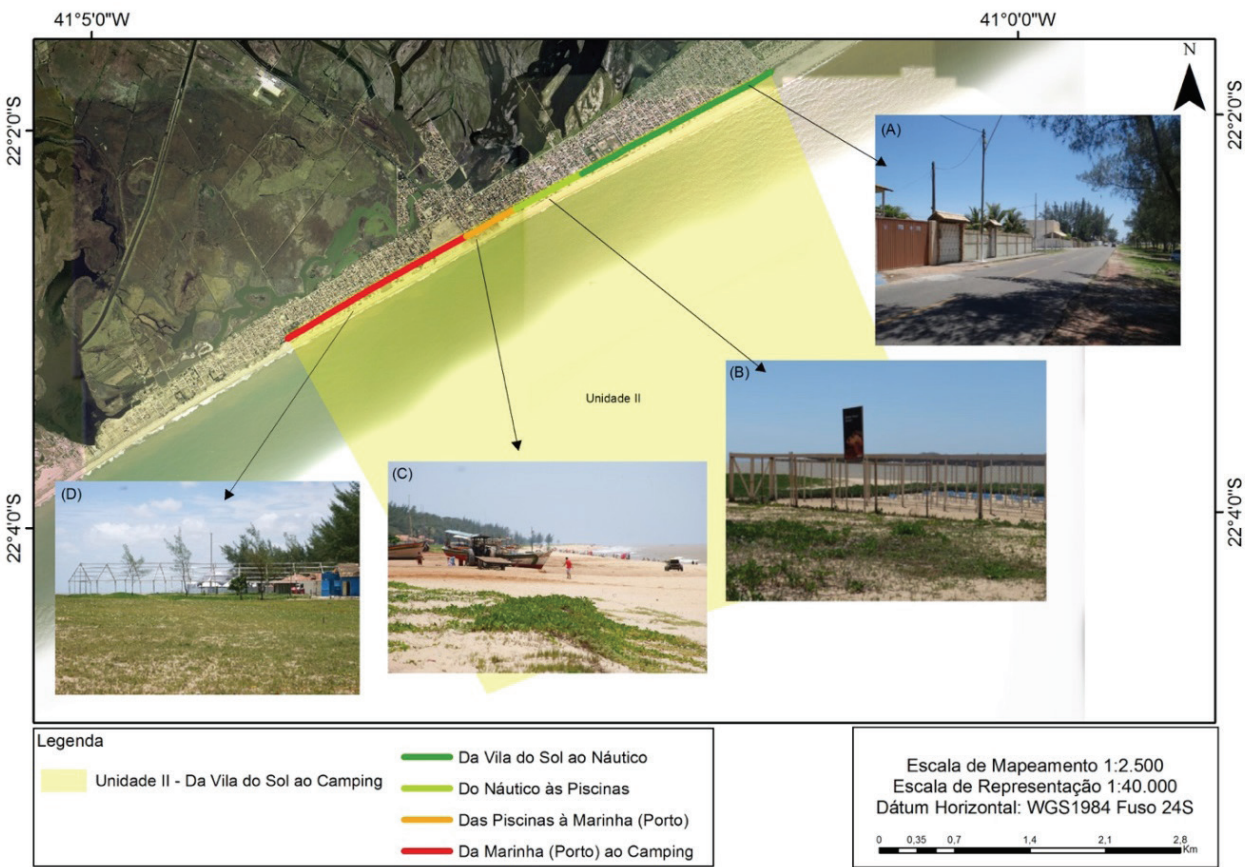 41°5'0"W
41°0'0"W
N
22°2'0"S
22°2'0"S
(A)
(B)
Unidade II
(C)
(D)
22°4'0"S
22°4'0"S
Legenda
Unidade II - Da Vila do Sol ao Camping
Da Vila do Sol ao Náutico
Do Náutico às Piscinas
Das Piscinas à Marinha (Porto)
Da Marinha (Porto) ao Camping
Escala de Mapeamento 1:2.500
Escala de Representação 1:40.000
Dátum Horizontal: WGS1984 Fuso 24S
0 0,35 0,7 1,4 2,1 2,8
Km